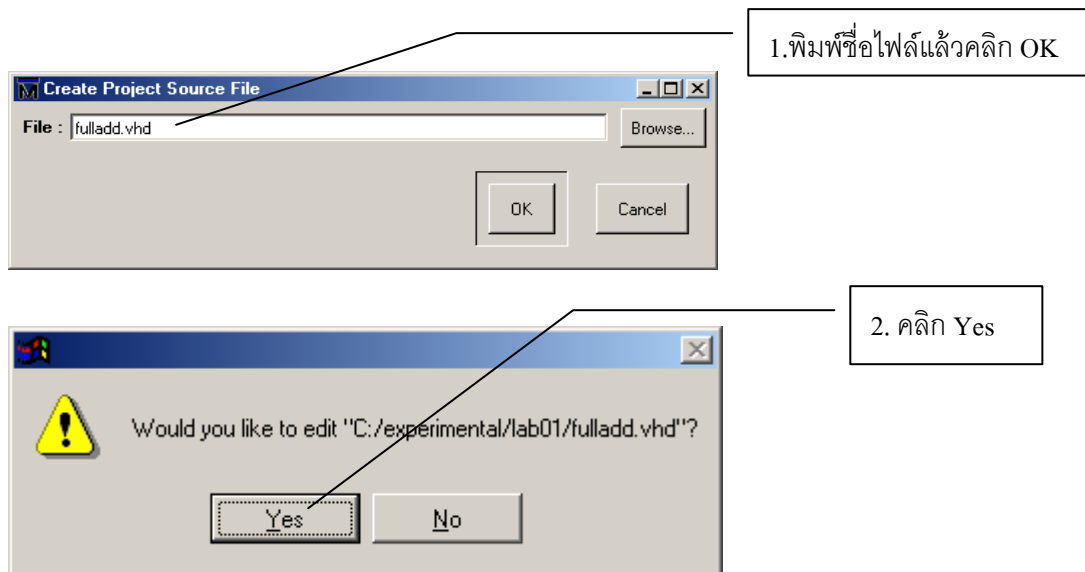 1.พิมพ์ชื่อไฟล์แล้วคลิก OK
Create Project Source File
File : fulladd.vhd Browse...
OK Cancel
2. คลิก Yes
Would you like to edit "C:/experimental/lab01/fulladd.vhd"?
Yes No